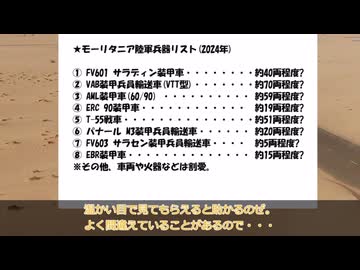 ★モーリタニア陸軍兵器リスト(2024年)
① FV601 サラディン装甲車・・・・・・・・約40両程度?
② VAB装甲兵員輸送車(VTT型)・・・・・・・約70両程度?
③ AML装甲車(60/90) ・・・・・・・・・・約59両程度?
④ ERC 90装甲車・・・・・・・・・・・・・約19両程度?
⑤ T-55戦車・・・・・・・・・・・・・・・約51両程度?
⑥ パナール M3装甲兵員輸送車・・・・・・・約20両程度?
⑦ FV603 サラセン装甲兵員輸送車・・・・ 約5両程度?
⑧ EBR装甲車・・・・・・・・・・・・・・約15両程度?
※その他、車両や火器などは割愛。
温かい目で見てもらえると助かるのぜ。
よく間違えていることがあるので・・・